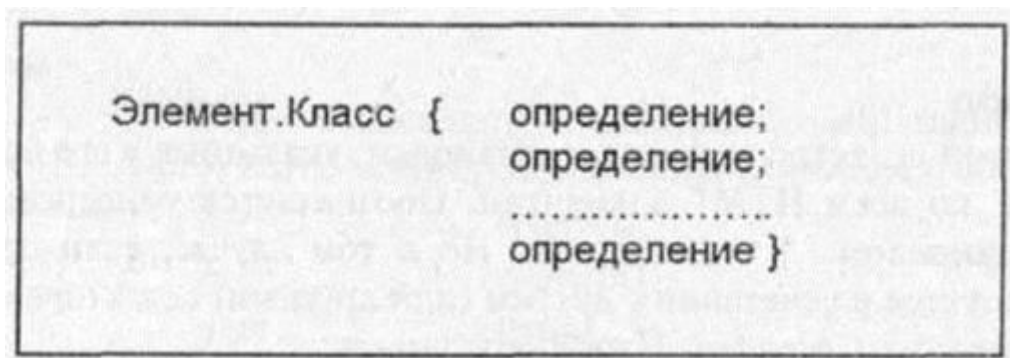 Элемент.Класс { определение;
определение;
.....................
определение }